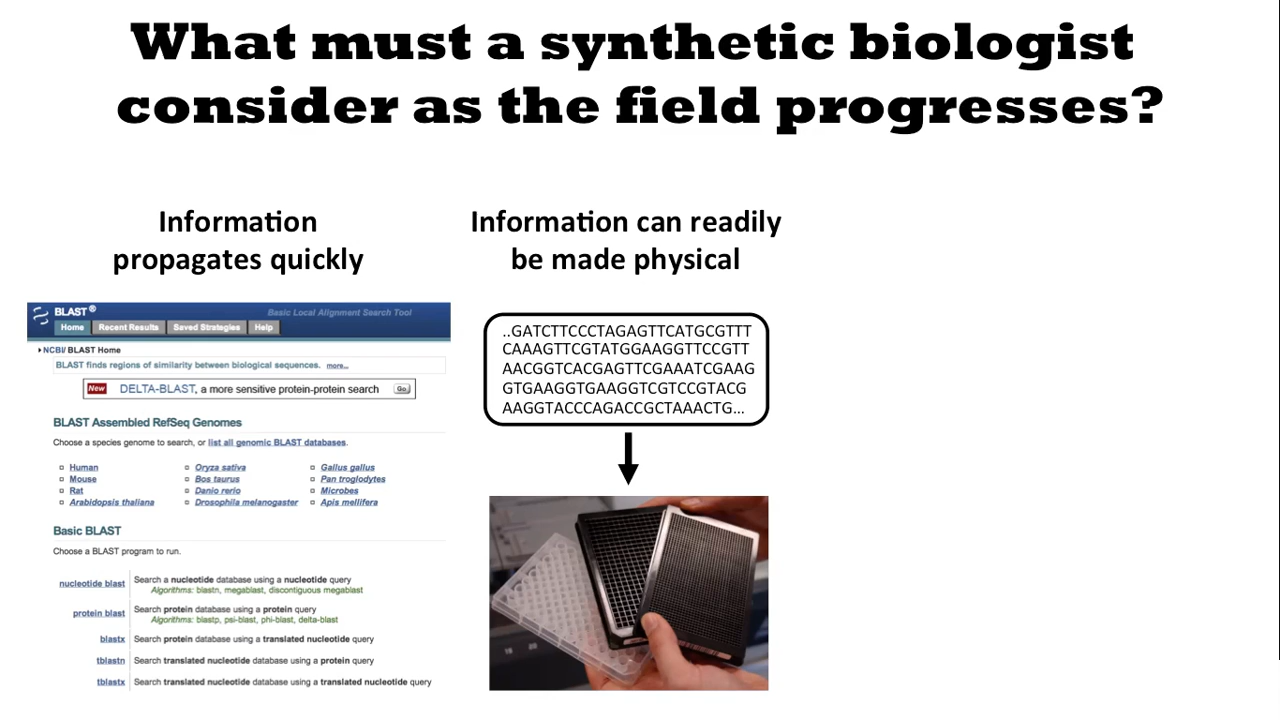 What must a synthetic biologist
consider as the field progresses?
Information
propagates quickly
BLAST®
Basic Local Alignment Search Tool
Home Recent Results Saved Strategies Help
NCBI/ BLAST Home
BLAST finds regions of similarity between biological sequences. more...
New DELTA-BLAST, a more sensitive protein-protein search Go
BLAST Assembled RefSeq Genomes
Choose a species genome to search, or list all genomic BLAST databases.
Human Oryza sativa Gallus gallus
Mouse Bos taurus Pan troglodytes
Rat Danio rerio Microbes
Arabidopsis thaliana Drosophila melanogaster Apis mellifera
Basic BLAST
Choose a BLAST program to run.
nucleotide blast Search a nucleotide database using a nucleotide query
Algorithms: blastn, megablast, discontiguous megablast
protein blast Search protein database using a protein query
Algorithms: blastp, psi-blast, phi-blast, delta-blast
blastx Search protein database using a translated nucleotide query
tblastn Search translated nucleotide database using a protein query
tblastx Search translated nucleotide database using a translated nucleotide query
Information can readily
be made physical
..GATCTTCCCTAGAGTTCATGCGTTT
CAAAGTTCGTATGGAAGGTTCCGTT
AACGGTCACGAGTTCGAAATCGAAG
GTGAAGGTGAAGGTCGTCCGTACG
AAGGTACCCAGACCGCTAAACTG...